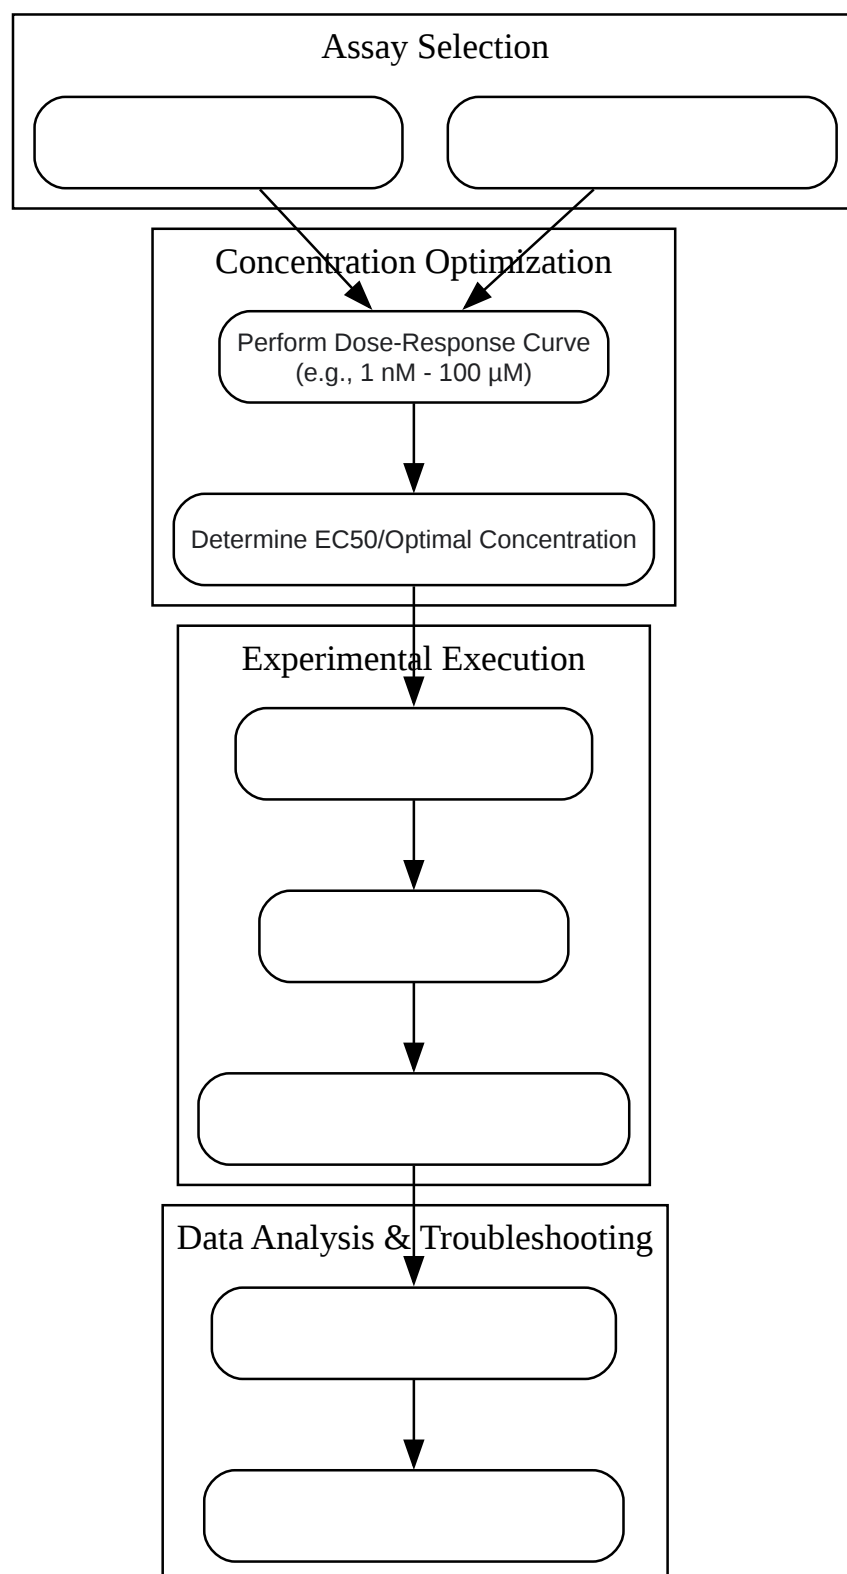 Assay Selection
Concentration Optimization
Perform Dose-Response Curve
(e.g., 1 nM - 100 µM)
Determine EC50/Optimal Concentration
Experimental Execution
Data Analysis & Troubleshooting